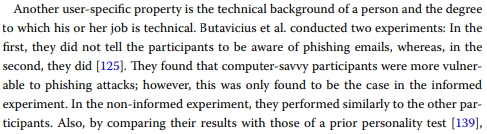 Another user-specific property is the technical background of a person and the degree
to which his or her job is technical. Butavicius et al. conducted two experiments: In the
first, they did not tell the participants to be aware of phishing emails, whereas, in the
second, they did [125]. They found that computer-savvy participants were more vulner-
able to phishing attacks; however, this was only found to be the case in the informed
experiment. In the non-informed experiment, they performed similarly to the other par-
ticipants. Also, by comparing their results with those of a prior personality test [139],